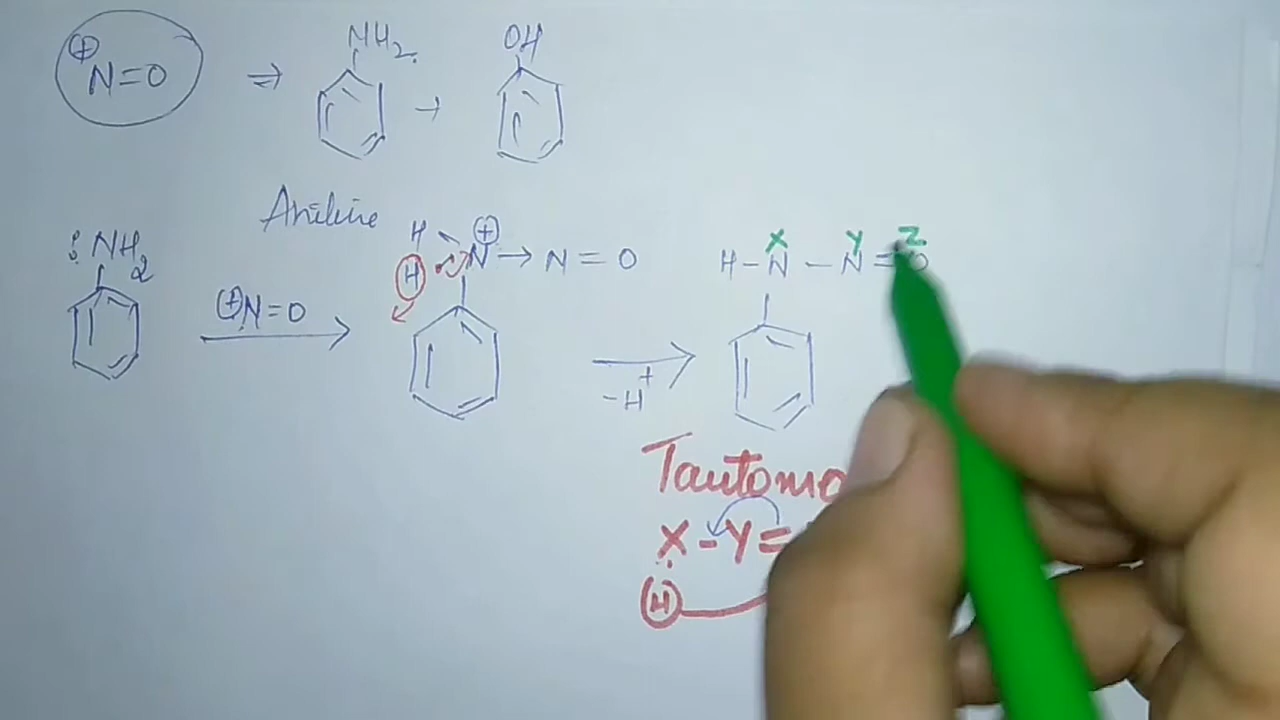 ⊕
N=O ⇒ NH2 → OH
Aniline
:NH2 ⊕N=O → H H N⊕ → N = O -H+ → H - N - N = O
X Y Z
Tautome
X - Y =
H